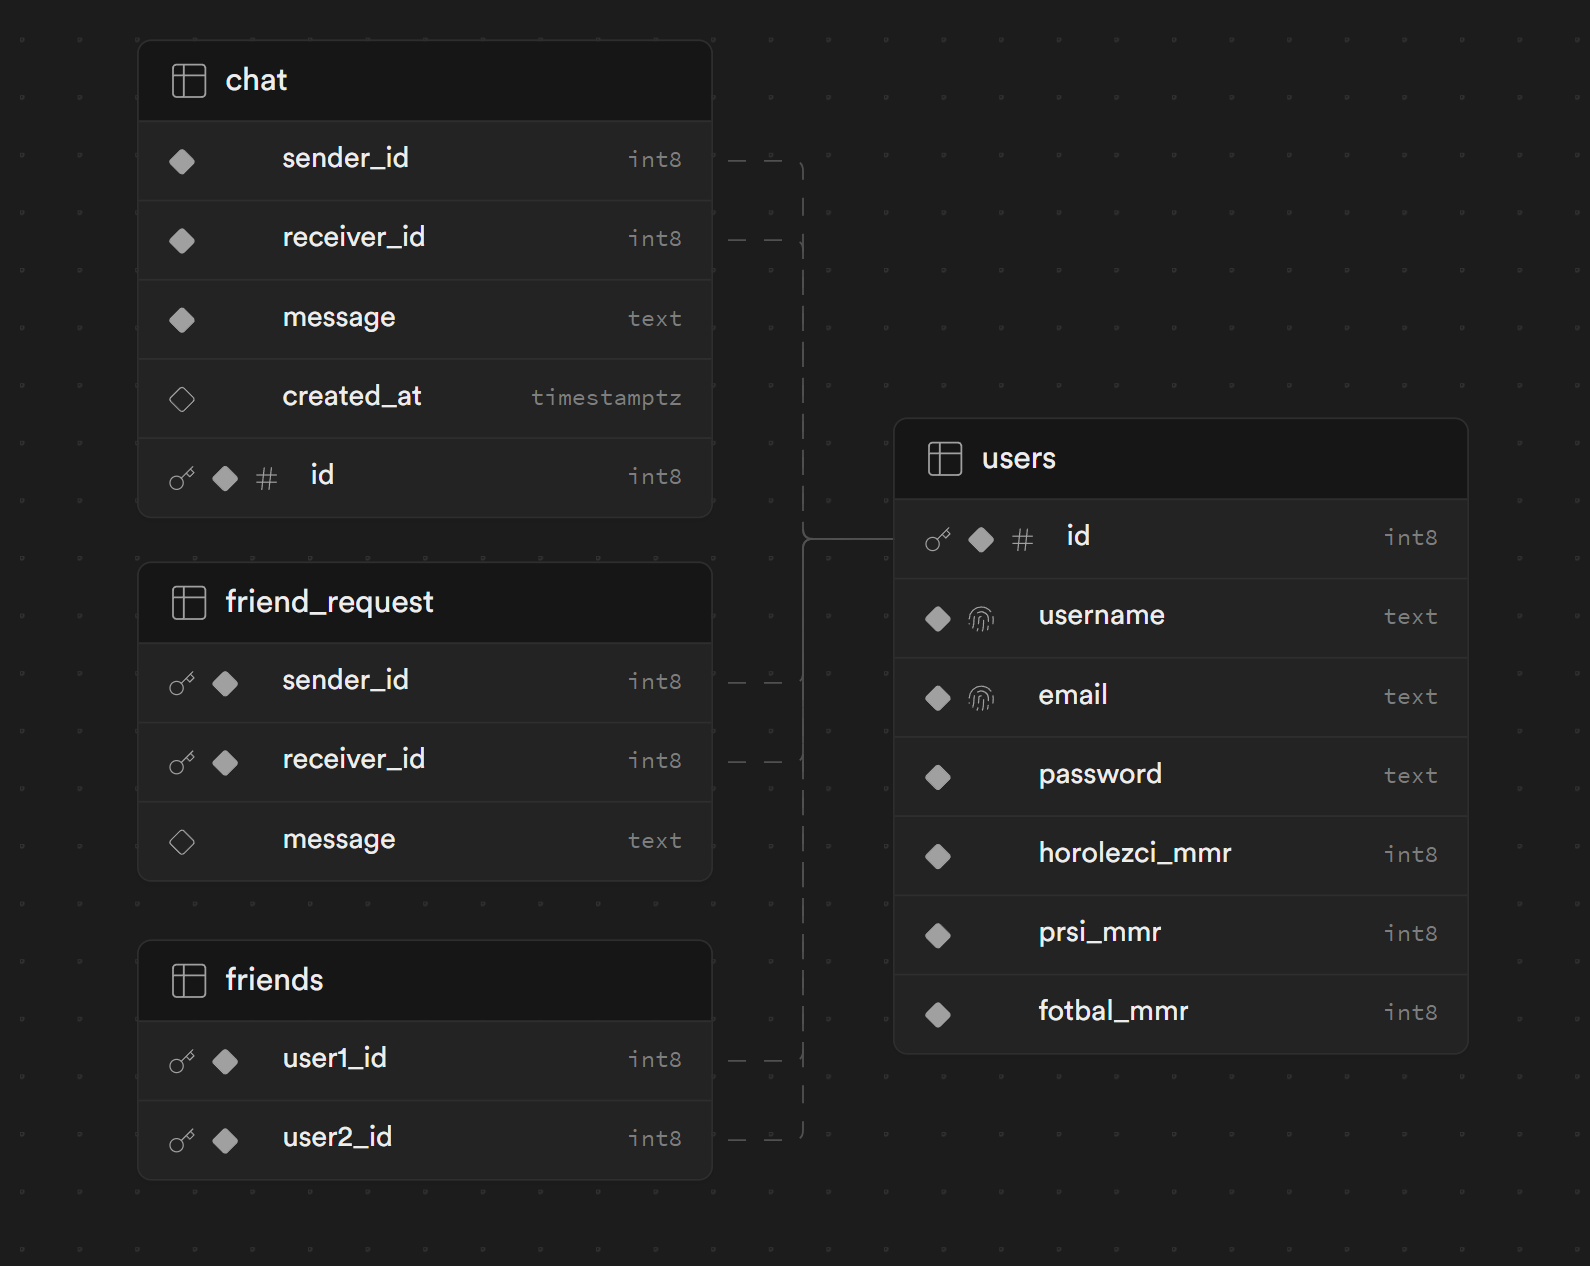 chat
sender_id int8
receiver_id int8
message text
created_at timestamptz
id int8
friend_request
sender_id int8
receiver_id int8
message text
friends
user1_id int8
user2_id int8
users
id int8
username text
email text
password text
horolezci_mmr int8
prsi_mmr int8
fotbal_mmr int8